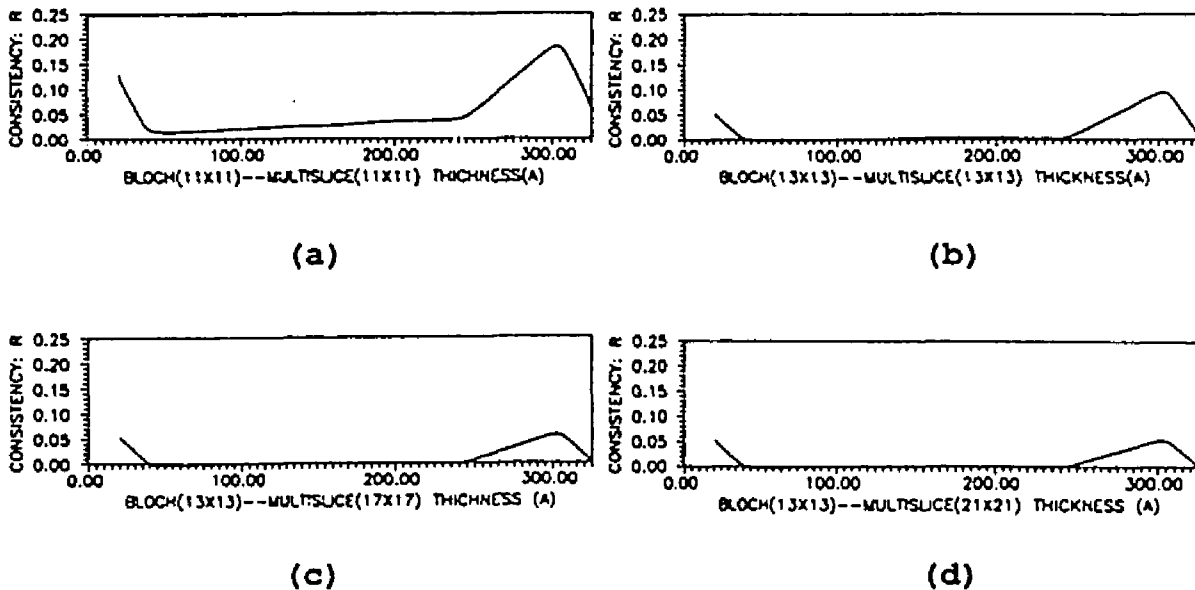 CONSISTENCY: R
0.25
0.20
0.15
0.10
0.05
0.00
0.00 100.00 200.00 300.00
BLOCH(11X11)--MULTISLICE(11X11) THICKNESS(A)
(a)
CONSISTENCY: R
0.25
0.20
0.15
0.10
0.05
0.00
0.00 100.00 200.00 300.00
BLOCH(13X13)--MULTISLICE(13X13) THICKNESS(A)
(b)
CONSISTENCY: R
0.25
0.20
0.15
0.10
0.05
0.00
0.00 100.00 200.00 300.00
BLOCH(13X13)--MULTISLICE(17X17) THICKNESS (A)
(c)
CONSISTENCY: R
0.25
0.20
0.15
0.10
0.05
0.00
0.00 100.00 200.00 300.00
BLOCH(13X13)--MULTISLICE(21X21) THICKNESS (A)
(d)